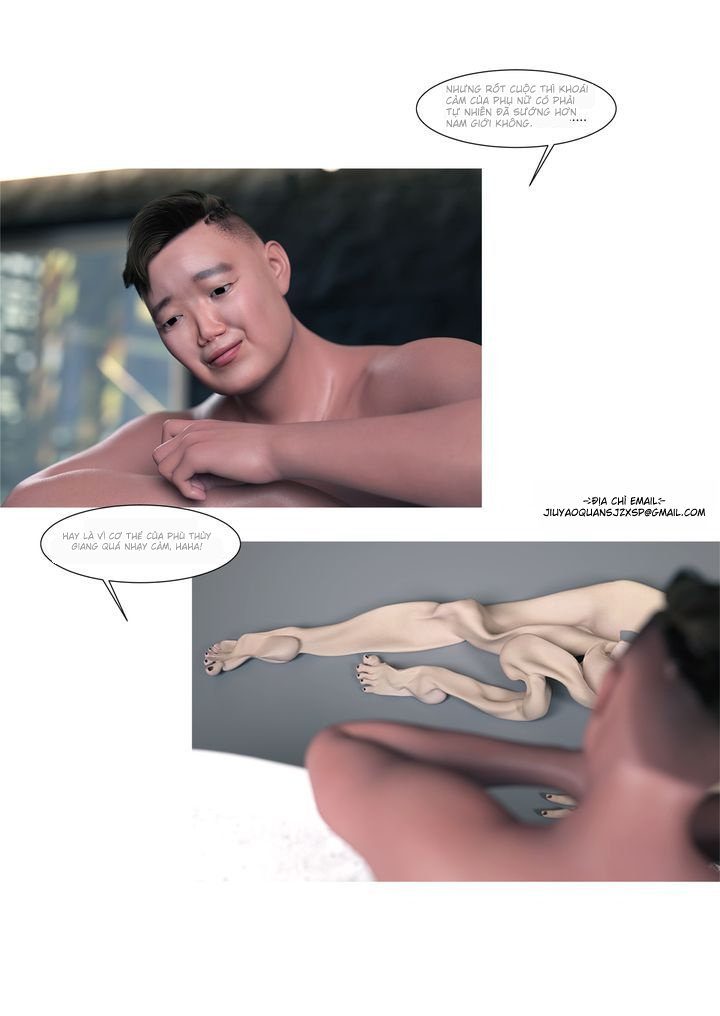 NHƯNG RỐT CUỘC THÌ KHOÁI
CẢM CỦA PHỤ NỮ CÓ PHẢI
TỰ NHIÊN ĐÃ SƯỚNG HƠN
NAM GIỚI KHÔNG. .....
-:ĐỊA CHỈ EMAIL:-
JIUYAOQUANSJZXSP@GMAIL.COM
HAY LÀ VÌ CƠ THỂ CỦA PHÙ THỦY
GIANG QUÁ NHẠY CẢM, HAHA!